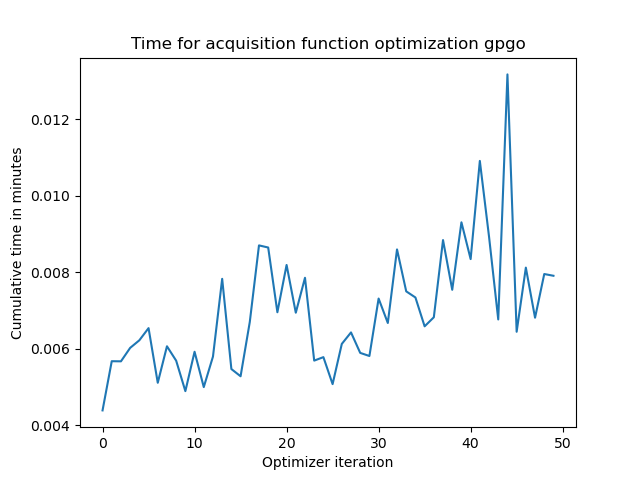 Time for acquisition function optimization gpgo
Cumulative time in minutes
0.012
0.010
0.008
0.006
0.004
0 10 20 30 40 50
Optimizer iteration